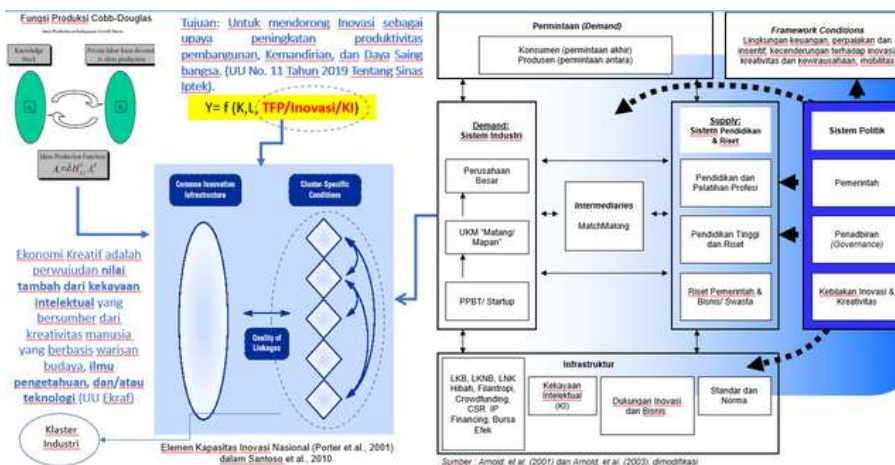 Fungsi Produksi Cobb-Douglas
Knowledge
Stock
Tujuan: Untuk mendorong Inovasi sebagai
upaya peningkatan produktivitas
pembangunan, Kemandirian, dan Daya Saing
bangsa. (UU No. 11 Tahun 2019 Tentang Sinas
Iptek).
Y= f (K,L, TFP/Inovasi/KI)
Ideas Production Function
Common Innovation
Infrastructure
Cluster-Specific
Conditions
Quality of
Linkages
Ekonomi Kreatif adalah
perwujudan nilai
tambah dari kekayaan
intelektual yang
bersumber dari
kreativitas manusia
yang berbasis warisan
budaya, ilmu
pengetahuan, dan/atau
teknologi (UU Ekraf)
Klaster
Industri
Elemen Kapasitas Inovasi Nasional (Porter et al., 2001)
dalam Santoso et al., 2010.
Permintaan (Demand)
Konsumen (permintaan akhir)
Produsen (permintaan antara)
Framework Conditions
Lingkungan keuangan, perpajakan dan
insentif, kecenderungan terhadap inovasi
kreativitas dan kewirausahaan, mobilitas
Demand:
Sistem Industri
Perusahaan
Besar
UKM "Matang/
Mapan"
PPBT/ Startup
Intermediaries
MatchMaking
Supply:
Sistem Pendidikan
& Riset
Pendidikan dan
Pelatihan Profesi
Pendidikan Tinggi
dan Riset
Riset Pemerintah &
Bisnis/ Swasta
Sistem Politik
Pemerintah
Penadbiran
(Governance)
Kebijakan Inovasi &
Kreativitas
Infrastruktur
LKB, LKNB, LNK
Hibah, Filantropi,
Crowdfunding,
CSR, IP
Financing, Bursa
Efek
Kekayaan
Intelektual
(KI)
Dukungan Inovasi
dan Bisnis
Standar dan
Norma
Sumber : Arnold, et al. (2001) dan Arnold, et al. (2003), dimodifikasi